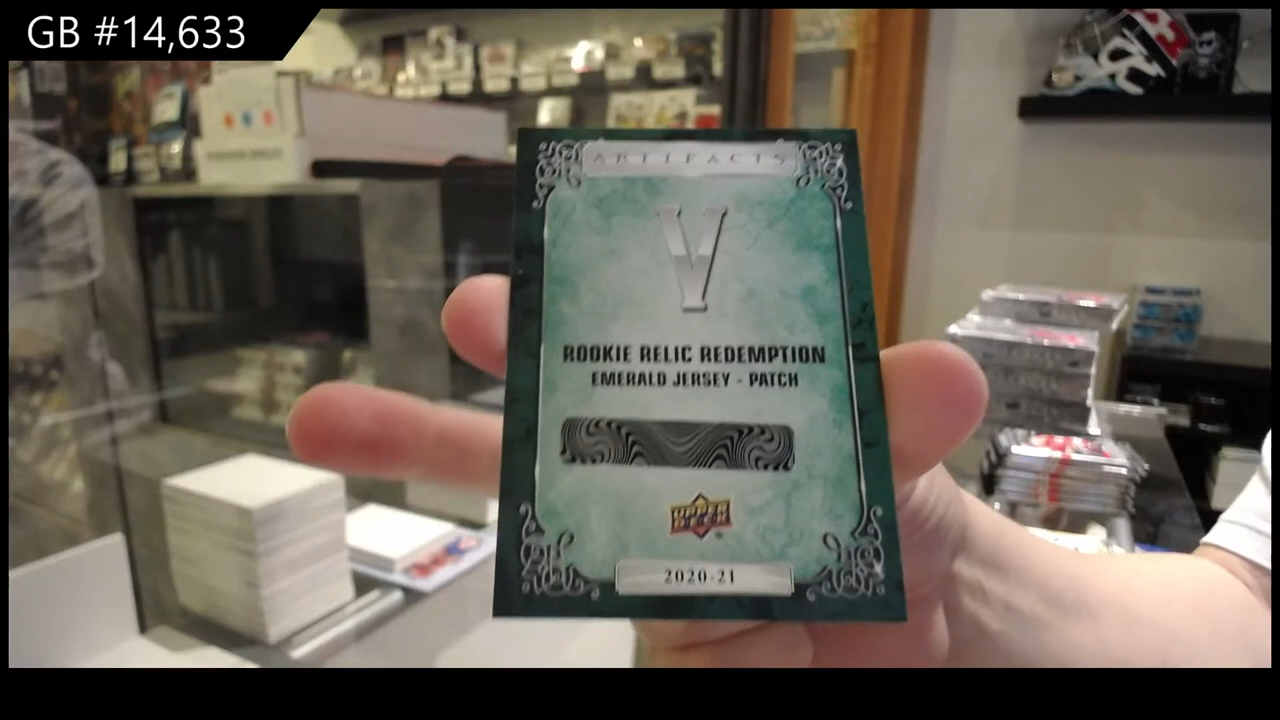 GB #14,633
ARTIFACTS
V
ROOKIE RELIC REDEMPTION
EMERALD JERSEY - PATCH
UPPER
DECK
2020-21